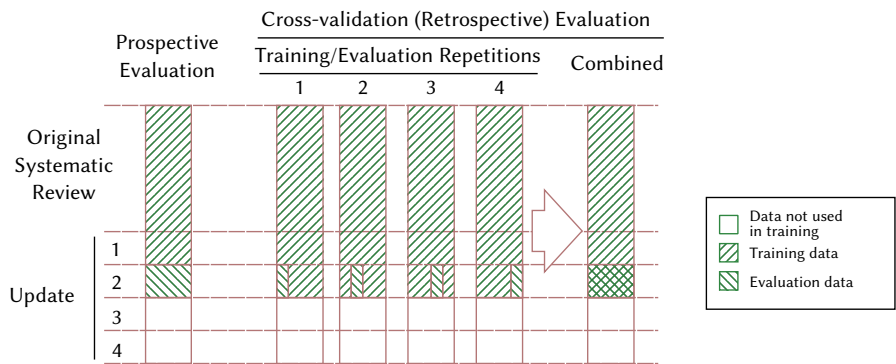 Cross-validation (Retrospective) Evaluation
Prospective
Evaluation
Training/Evaluation Repetitions
Combined
1 2 3 4
Original
Systematic
Review
Update
1
2
3
4
Data not used
in training
Training data
Evaluation data